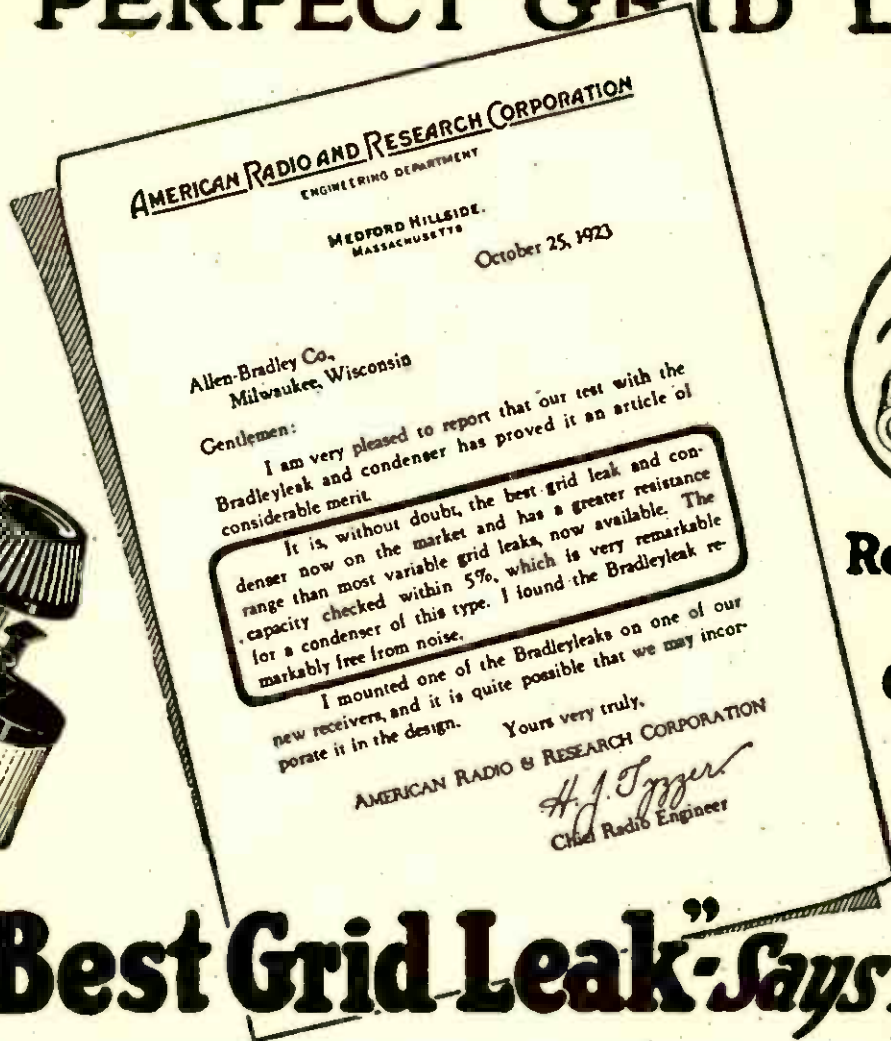 PERFECT GRID
AMERICAN RADIO AND RESEARCH CORPORATION
ENGINEERING DEPARTMENT
MEDFORD HILLSIDE.
MASSACHUSETTS
October 25, 1923
Allen-Bradley Co.,
Milwaukee, Wisconsin
Gentlemen:
I am very pleased to report that our test with the
Bradleyleak and condenser has proved it an article of
considerable merit.
It is, without doubt, the best grid leak and con-
denser now on the market and has a greater resistance
range than most variable grid leaks, now available. The
capacity checked within 5%, which is very remarkable
for a condenser of this type. I found the Bradleyleak re-
markably free from noise.
I mounted one of the Bradleyleaks on one of our
new receivers, and it is quite possible that we may incor-
porate it in the design.
Yours very truly,
AMERICAN RADIO & RESEARCH CORPORATION
H. J. Tyzzer.
Chief Radio Engineer
Best Grid Leak"-Says